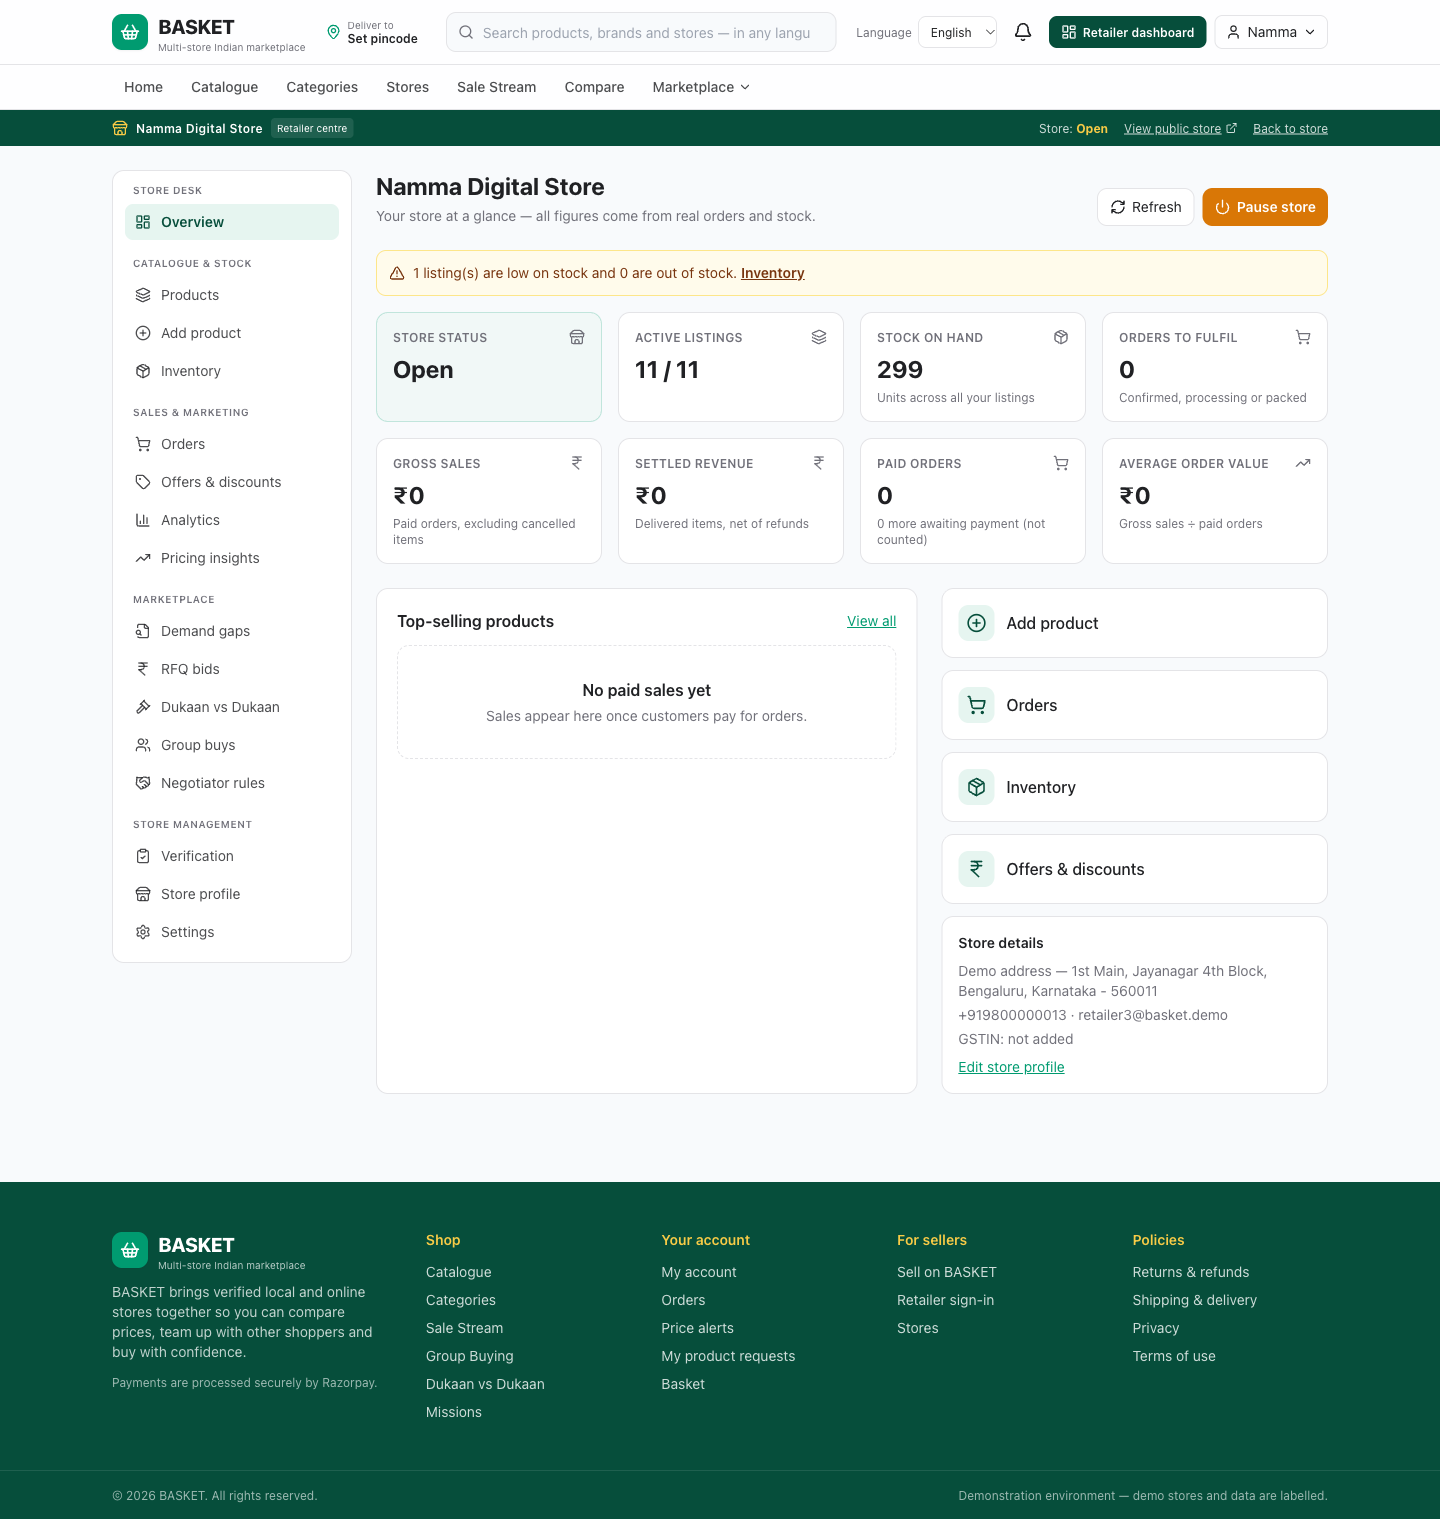 BASKET
Multi-store Indian marketplace
Deliver to
Set pincode
Search products, brands and stores — in any langu
Language
English
Retailer dashboard
Namma
Home
Catalogue
Categories
Stores
Sale Stream
Compare
Marketplace
Namma Digital Store
Retailer centre
Store: Open
View public store
Back to store
STORE DESK
Overview
CATALOGUE & STOCK
Products
Add product
Inventory
SALES & MARKETING
Orders
Offers & discounts
Analytics
Pricing insights
MARKETPLACE
Demand gaps
RFQ bids
Dukaan vs Dukaan
Group buys
Negotiator rules
STORE MANAGEMENT
Verification
Store profile
Settings
Namma Digital Store
Your store at a glance — all figures come from real orders and stock.
Refresh
Pause store
1 listing(s) are low on stock and 0 are out of stock. Inventory
STORE STATUS
Open
ACTIVE LISTINGS
11 / 11
STOCK ON HAND
299
Units across all your listings
ORDERS TO FULFIL
0
Confirmed, processing or packed
GROSS SALES
₹0
Paid orders, excluding cancelled
items
SETTLED REVENUE
₹0
Delivered items, net of refunds
PAID ORDERS
0
0 more awaiting payment (not
counted)
AVERAGE ORDER VALUE
₹0
Gross sales ÷ paid orders
Top-selling products
View all
No paid sales yet
Sales appear here once customers pay for orders.
Add product
Orders
Inventory
Offers & discounts
Store details
Demo address — 1st Main, Jayanagar 4th Block,
Bengaluru, Karnataka - 560011
+919800000013 · retailer3@basket.demo
GSTIN: not added
Edit store profile
BASKET
Multi-store Indian marketplace
BASKET brings verified local and online
stores together so you can compare
prices, team up with other shoppers and
buy with confidence.
Payments are processed securely by Razorpay.
Shop
Catalogue
Categories
Sale Stream
Group Buying
Dukaan vs Dukaan
Missions
Your account
My account
Orders
Price alerts
My product requests
Basket
For sellers
Sell on BASKET
Retailer sign-in
Stores
Policies
Returns & refunds
Shipping & delivery
Privacy
Terms of use
© 2026 BASKET. All rights reserved.
Demonstration environment — demo stores and data are labelled.